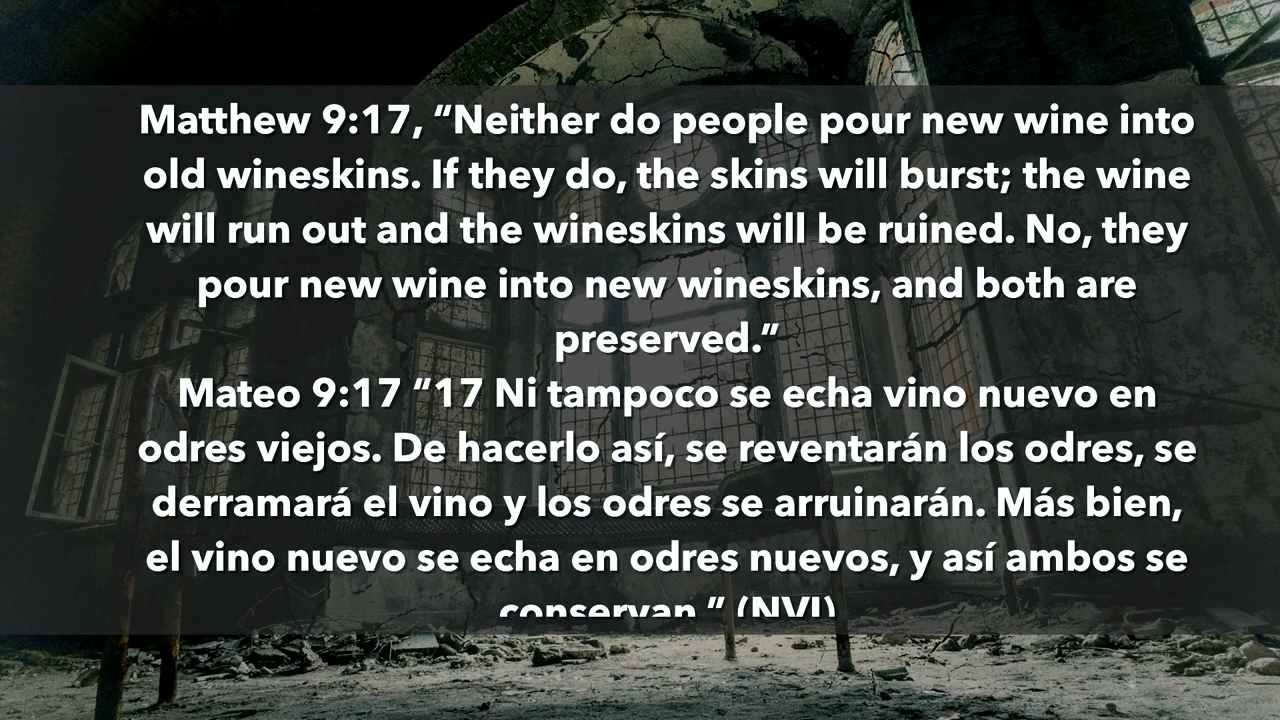 Matthew 9:17, “Neither do people pour new wine into
old wineskins. If they do, the skins will burst; the wine
will run out and the wineskins will be ruined. No, they
pour new wine into new wineskins, and both are
preserved.”
Mateo 9:17 “17 Ni tampoco se echa vino nuevo en
odres viejos. De hacerlo así, se reventarán los odres, se
derramará el vino y los odres se arruinarán. Más bien,
el vino nuevo se echa en odres nuevos, y así ambos se
conservan.” (NVI)